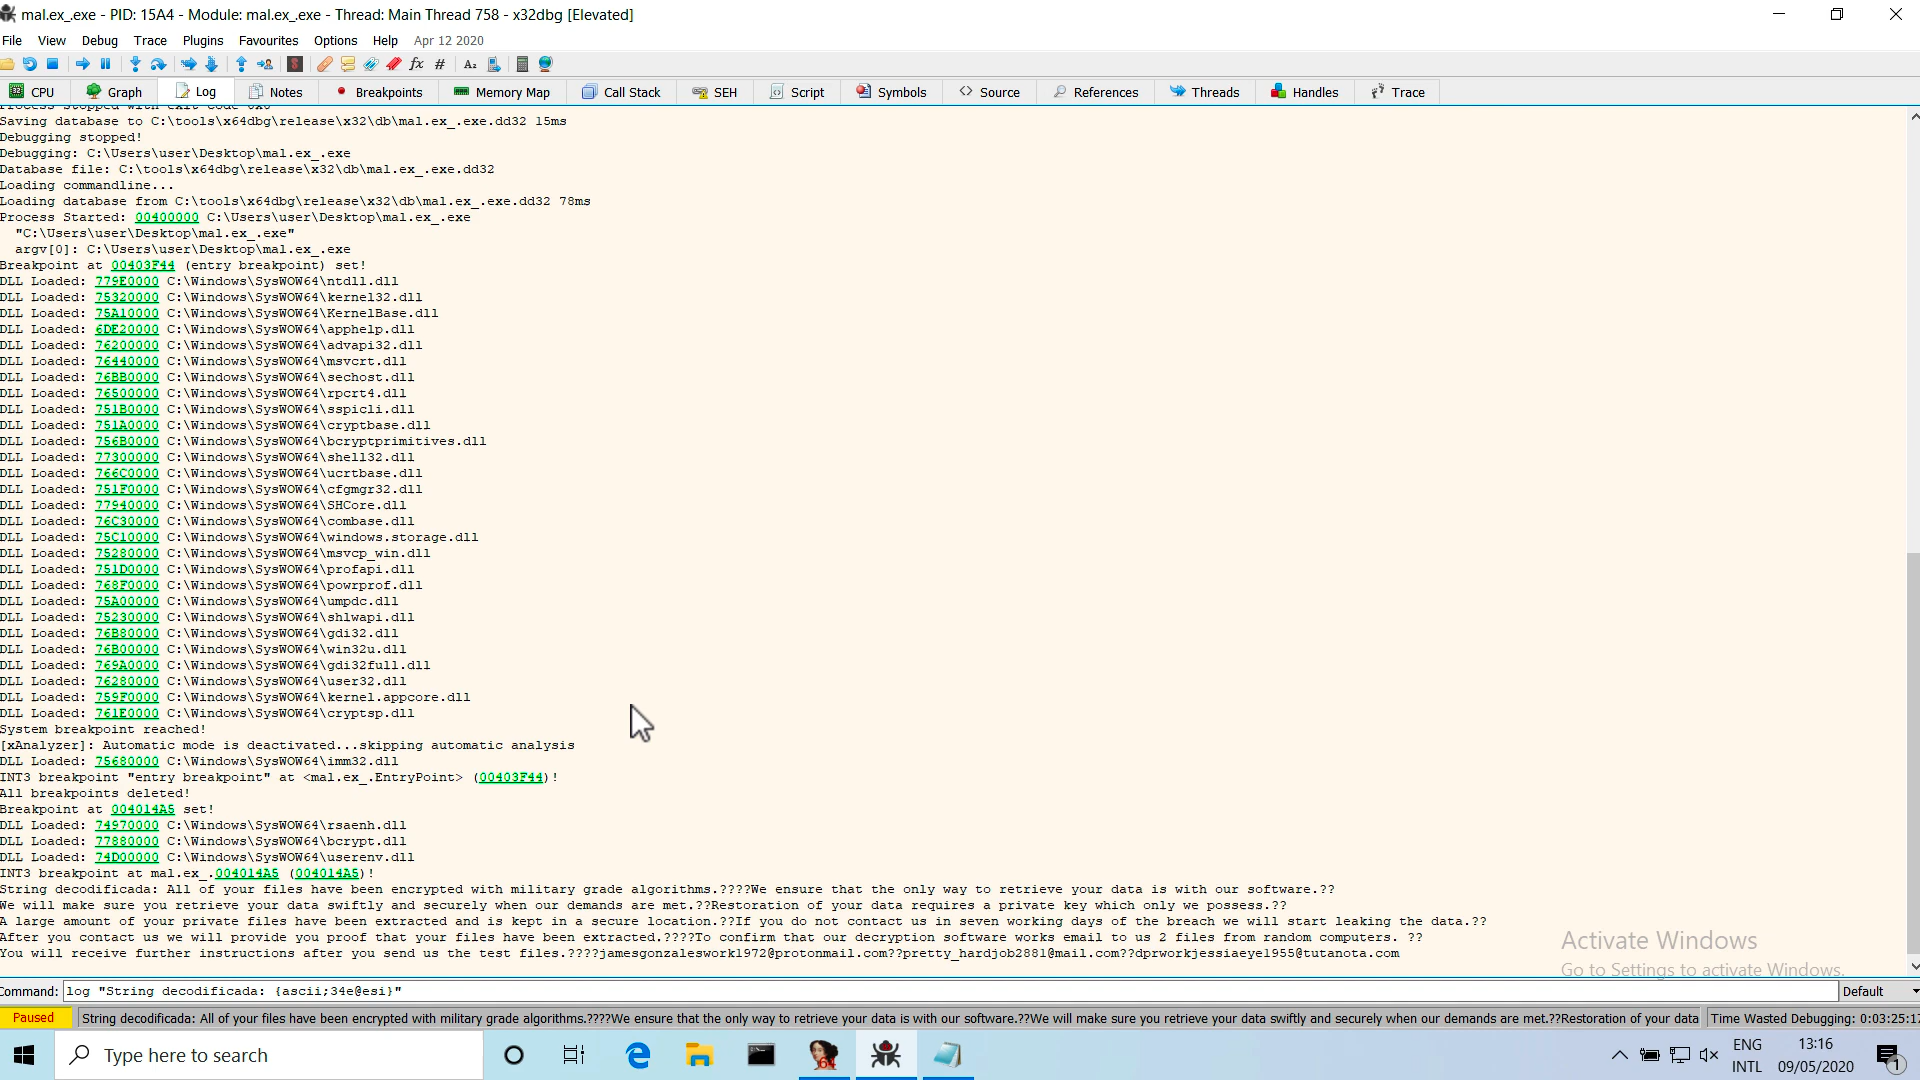 mal.ex_.exe - PID: 15A4 - Module: mal.ex_.exe - Thread: Main Thread 758 - x32dbg [Elevated]
File View Debug Trace Plugins Favourites Options Help Apr 12 2020
CPU Graph Log Notes Breakpoints Memory Map Call Stack SEH Script Symbols Source References Threads Handles Trace
Process stopped with exit code 0x0
Saving database to C:\tools\x64dbg\release\x32\db\mal.ex_.exe.dd32 15ms
Debugging stopped!
Debugging: C:\Users\user\Desktop\mal.ex_.exe
Database file: C:\tools\x64dbg\release\x32\db\mal.ex_.exe.dd32
Loading commandline...
Loading database from C:\tools\x64dbg\release\x32\db\mal.ex_.exe.dd32 78ms
Process Started: 00400000 C:\Users\user\Desktop\mal.ex_.exe
"C:\Users\user\Desktop\mal.ex_.exe"
argv[0]: C:\Users\user\Desktop\mal.ex_.exe
Breakpoint at 00403F44 (entry breakpoint) set!
DLL Loaded: 779E0000 C:\Windows\SysWOW64\ntdll.dll
DLL Loaded: 75320000 C:\Windows\SysWOW64\kernel32.dll
DLL Loaded: 75A10000 C:\Windows\SysWOW64\KernelBase.dll
DLL Loaded: 6DE20000 C:\Windows\SysWOW64\apphelp.dll
DLL Loaded: 76200000 C:\Windows\SysWOW64\advapi32.dll
DLL Loaded: 76440000 C:\Windows\SysWOW64\msvcrt.dll
DLL Loaded: 76BB0000 C:\Windows\SysWOW64\sechost.dll
DLL Loaded: 76500000 C:\Windows\SysWOW64\rpcrt4.dll
DLL Loaded: 751B0000 C:\Windows\SysWOW64\sspicli.dll
DLL Loaded: 751A0000 C:\Windows\SysWOW64\cryptbase.dll
DLL Loaded: 756B0000 C:\Windows\SysWOW64\bcryptprimitives.dll
DLL Loaded: 77300000 C:\Windows\SysWOW64\shell32.dll
DLL Loaded: 766C0000 C:\Windows\SysWOW64\ucrtbase.dll
DLL Loaded: 751F0000 C:\Windows\SysWOW64\cfgmgr32.dll
DLL Loaded: 77940000 C:\Windows\SysWOW64\SHCore.dll
DLL Loaded: 76C30000 C:\Windows\SysWOW64\combase.dll
DLL Loaded: 75C10000 C:\Windows\SysWOW64\windows.storage.dll
DLL Loaded: 75280000 C:\Windows\SysWOW64\msvcp_win.dll
DLL Loaded: 751D0000 C:\Windows\SysWOW64\profapi.dll
DLL Loaded: 768F0000 C:\Windows\SysWOW64\powrprof.dll
DLL Loaded: 75A00000 C:\Windows\SysWOW64\umpdc.dll
DLL Loaded: 75230000 C:\Windows\SysWOW64\shlwapi.dll
DLL Loaded: 76B80000 C:\Windows\SysWOW64\gdi32.dll
DLL Loaded: 76B00000 C:\Windows\SysWOW64\win32u.dll
DLL Loaded: 769A0000 C:\Windows\SysWOW64\gdi32full.dll
DLL Loaded: 76280000 C:\Windows\SysWOW64\user32.dll
DLL Loaded: 759F0000 C:\Windows\SysWOW64\kernel.appcore.dll
DLL Loaded: 761E0000 C:\Windows\SysWOW64\cryptsp.dll
System breakpoint reached!
[xAnalyzer]: Automatic mode is deactivated...skipping automatic analysis
DLL Loaded: 75680000 C:\Windows\SysWOW64\imm32.dll
INT3 breakpoint "entry breakpoint" at <mal.ex_.EntryPoint> (00403F44)!
All breakpoints deleted!
Breakpoint at 004014A5 set!
DLL Loaded: 74970000 C:\Windows\SysWOW64\rsaenh.dll
DLL Loaded: 77880000 C:\Windows\SysWOW64\bcrypt.dll
DLL Loaded: 74D00000 C:\Windows\SysWOW64\userenv.dll
INT3 breakpoint at mal.ex_.004014A5 (004014A5)!
String decodificada: All of your files have been encrypted with military grade algorithms.????We ensure that the only way to retrieve your data is with our software.??
We will make sure you retrieve your data swiftly and securely when our demands are met.??Restoration of your data requires a private key which only we possess.??
A large amount of your private files have been extracted and is kept in a secure location.??If you do not contact us in seven working days of the breach we will start leaking the data.??
After you contact us we will provide you proof that your files have been extracted.????To confirm that our decryption software works email to us 2 files from random computers. ??
You will receive further instructions after you send us the test files.????jamesgonzaleswork1972@protonmail.com??pretty_hardjob2881@mail.com??dprworkjessiaeye1955@tutanota.com
Activate Windows
Go to Settings to activate Windows.
Command: log "String decodificada: {ascii;34e@esi}" Default
Paused String decodificada: All of your files have been encrypted with military grade algorithms.????We ensure that the only way to retrieve your data is with our software.??We will make sure you retrieve your data swiftly and securely when our demands are met.??Restoration of your data Time Wasted Debugging: 0:03:25:1
Type here to search 64 ENG 13:16
INTL 09/05/2020 1